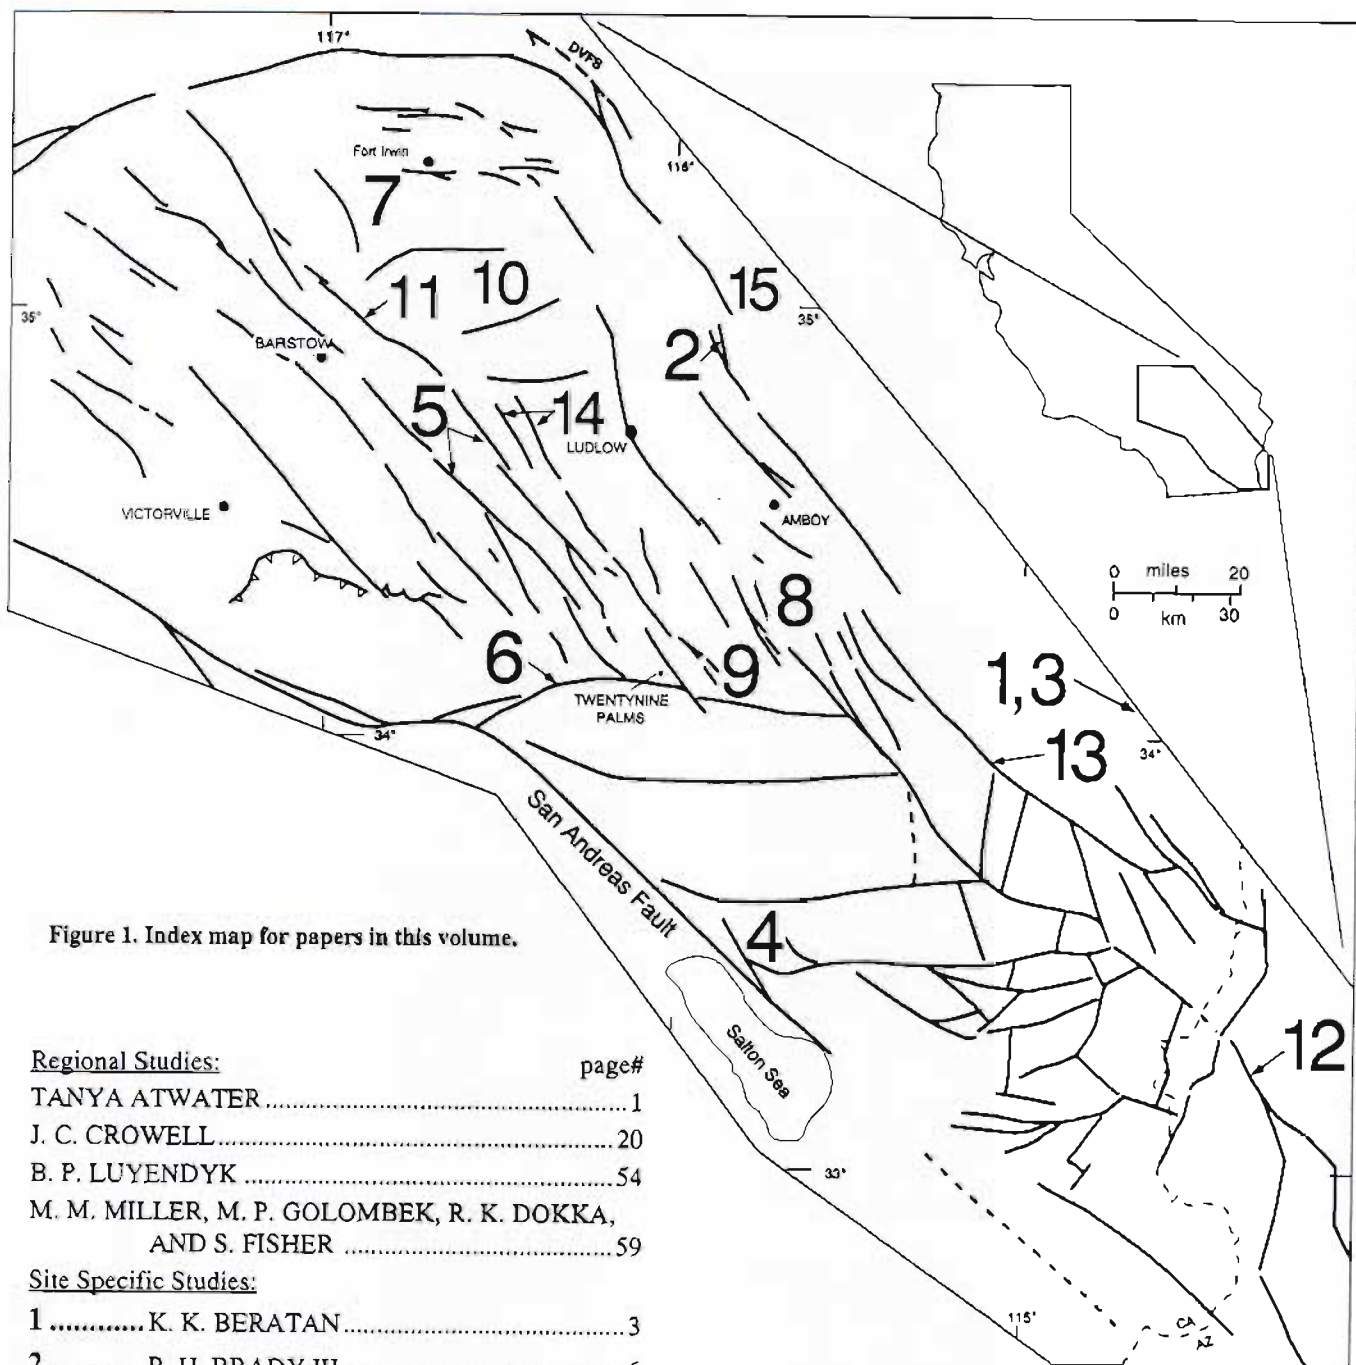 117°
DVFS
116°
Fort Irwin
7
10
11
15
35°
35°
BARSTOW
2
5
14
LUDLOW
VICTORVILLE
AMBOY
0 miles 20
0 km 30
8
6
9
1,3
TWENTYNINE
PALMS
34°
13
34°
San Andreas Fault
4
Figure 1. Index map for papers in this volume.
Salton Sea
12
33°
115°
CA
AZ
Regional Studies: page#
TANYA ATWATER ............ 1
J. C. CROWELL ............ 20
B. P. LUYENDYK ............ 54
M. M. MILLER, M. P. GOLOMBEK, R. K. DOKKA,
AND S. FISHER ............ 59
Site Specific Studies:
1 ............ K. K. BERATAN ............ 3
2 ............ R. H. BRADY III ............ 6